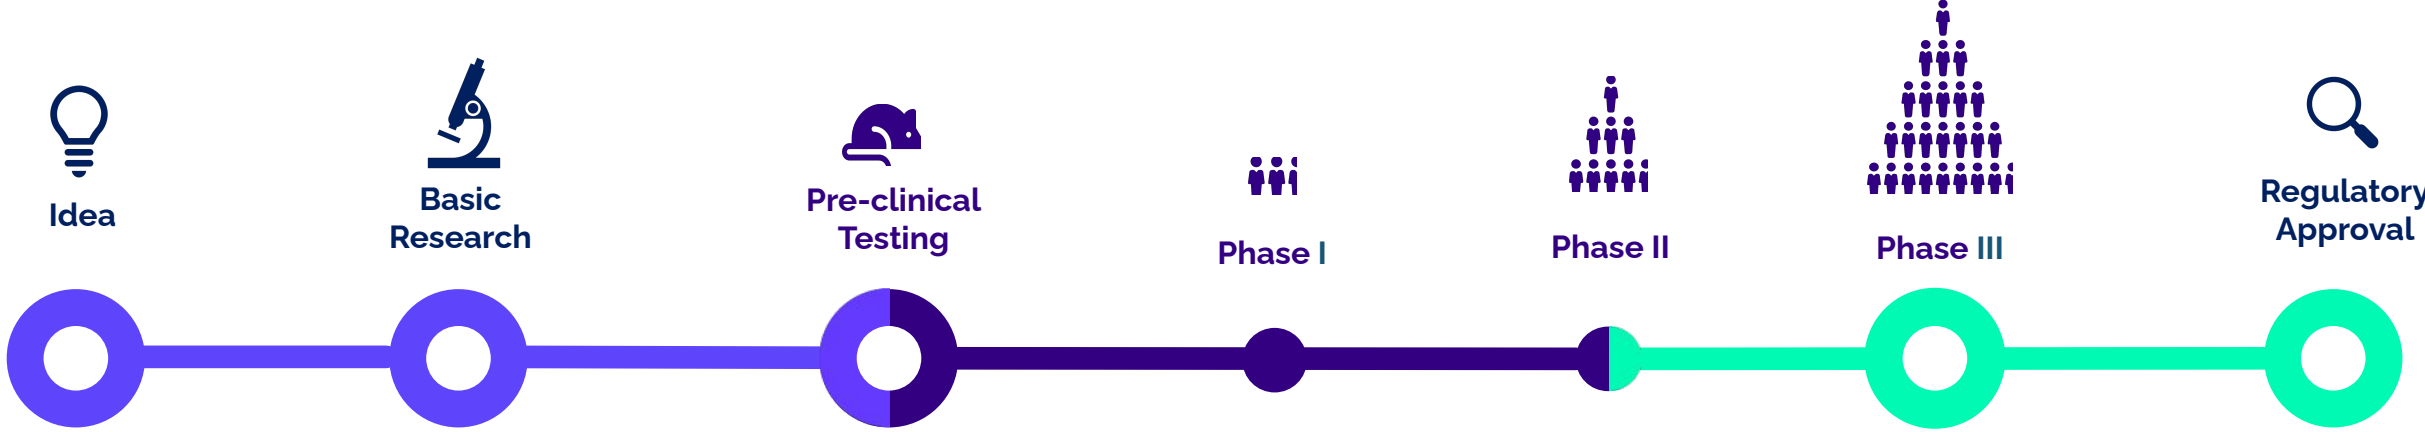 Idea
Basic
Research
Pre-clinical
Testing
Phase I
Phase II
Phase III
Regulatory
Approval